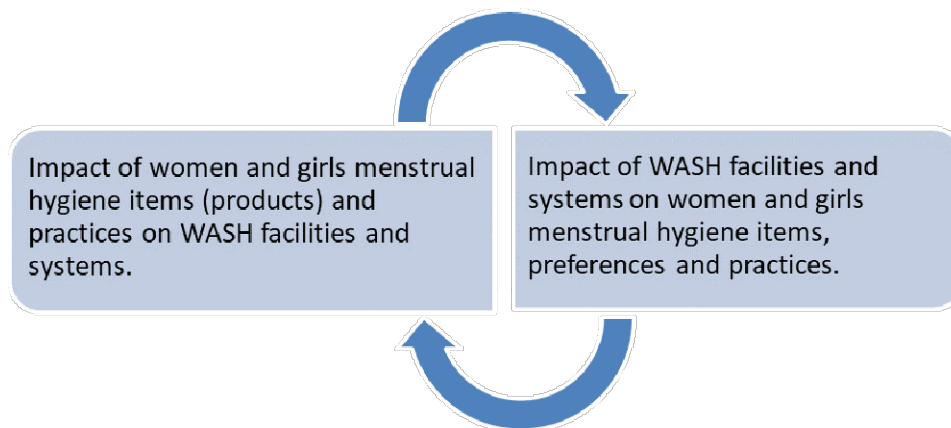 Impact of women and girls menstrual
hygiene items (products) and
practices on WASH facilities and
systems.
Impact of WASH facilities and
systems on women and girls
menstrual hygiene items,
preferences and practices.